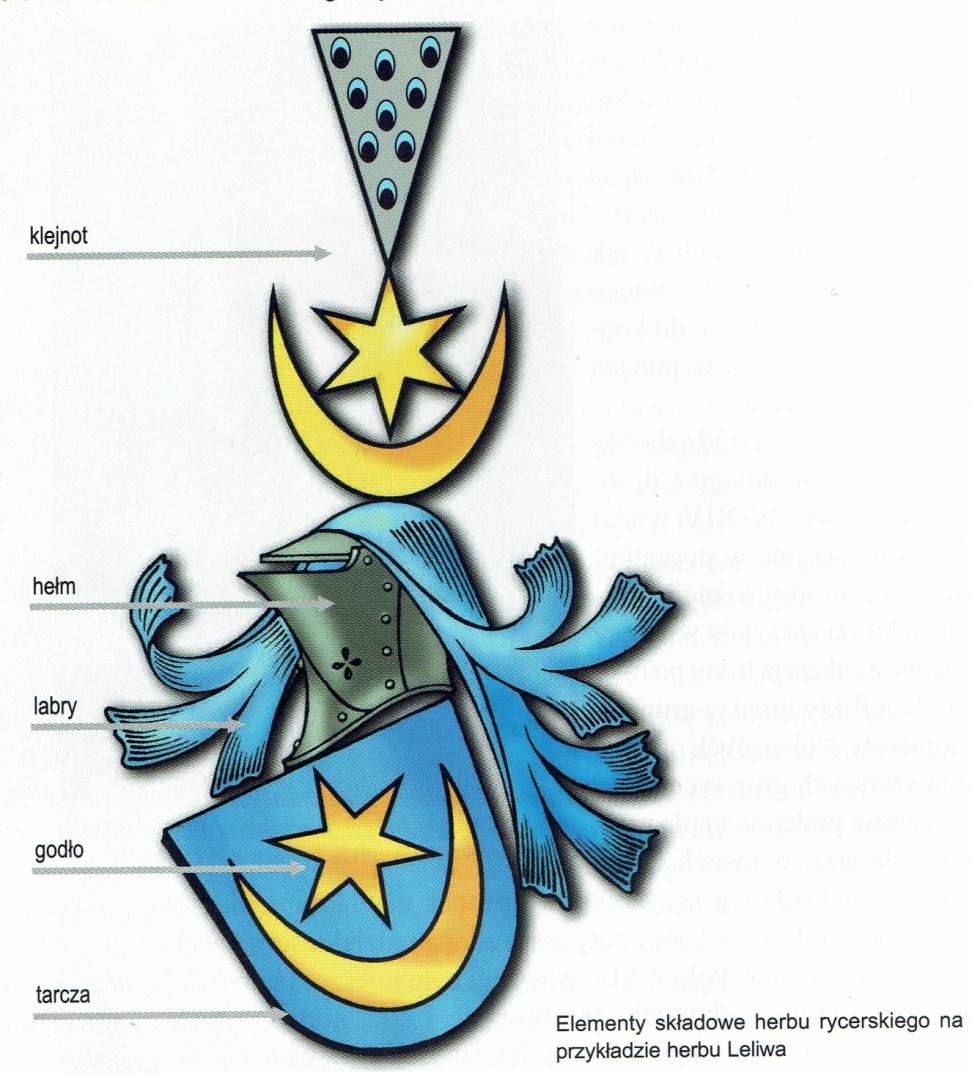 klejnot
hełm
labry
godło
tarcza
Elementy składowe herbu rycerskiego na
przykładzie herbu Leliwa